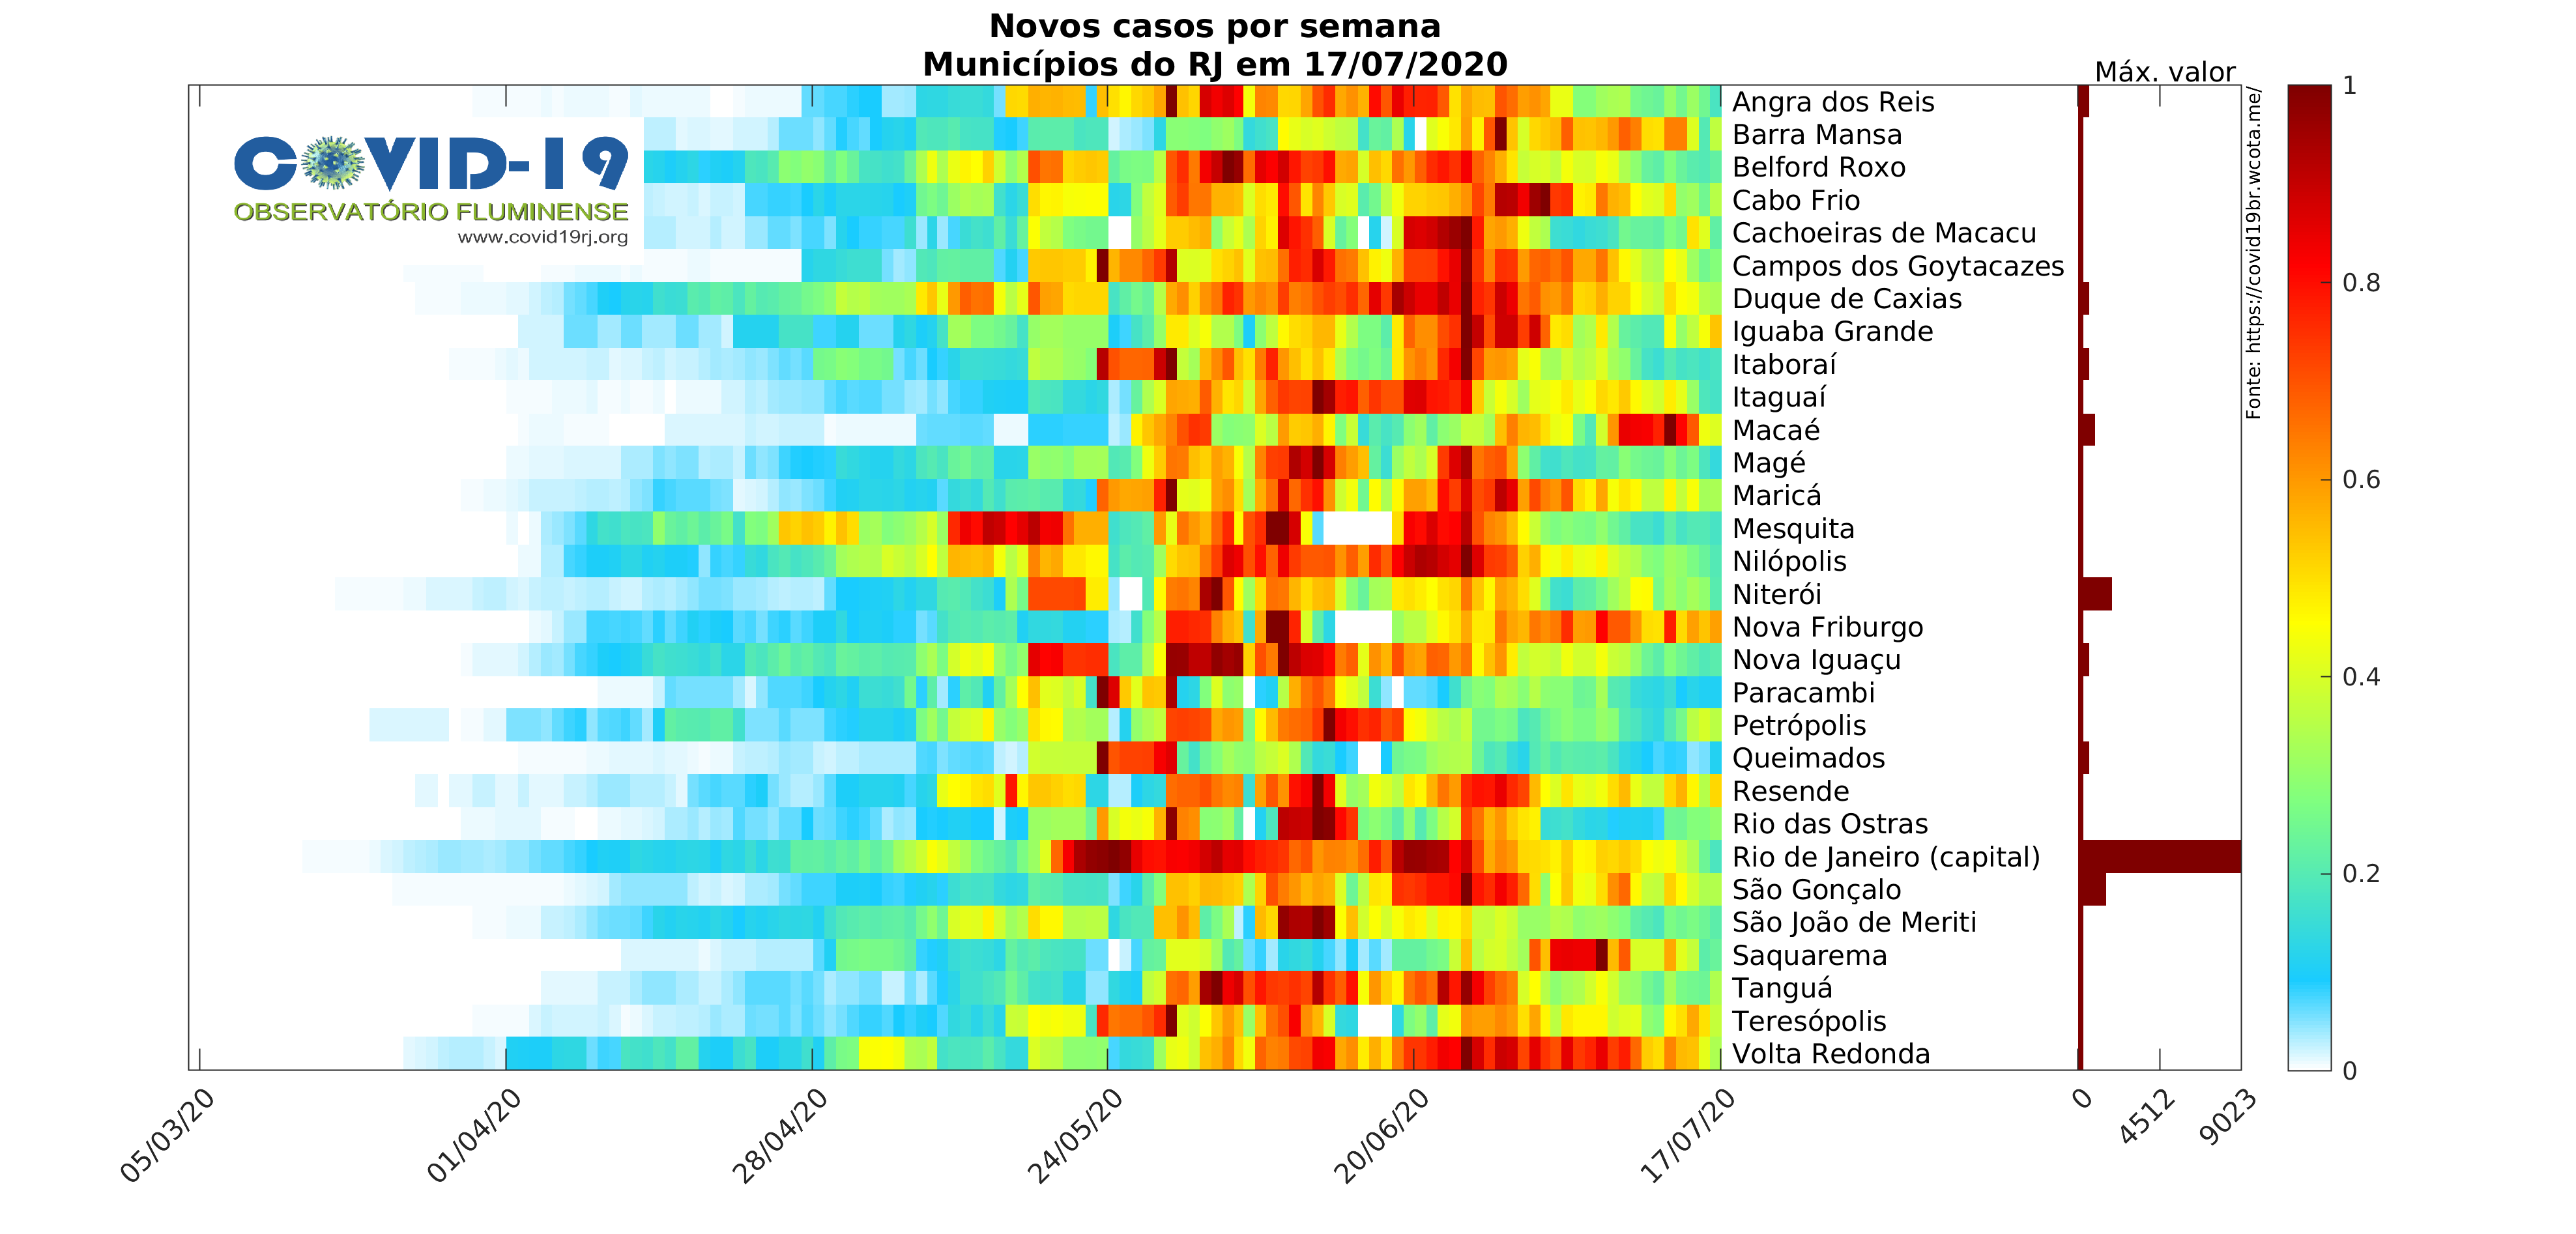 Novos casos por semana
Municípios do RJ em 17/07/2020
Máx. valor
COVID-19
OBSERVATÓRIO FLUMINENSE
www.covid19rj.org
Angra dos Reis
Barra Mansa
Belford Roxo
Cabo Frio
Cachoeiras de Macacu
Campos dos Goytacazes
Duque de Caxias
Iguaba Grande
Itaboraí
Itaguaí
Macaé
Magé
Maricá
Mesquita
Nilópolis
Niterói
Nova Friburgo
Nova Iguaçu
Paracambi
Petrópolis
Queimados
Resende
Rio das Ostras
Rio de Janeiro (capital)
São Gonçalo
São João de Meriti
Saquarema
Tanguá
Teresópolis
Volta Redonda
Fonte: https://covid19br.wcota.me/
1
0.8
0.6
0.4
0.2
0
05/03/20
01/04/20
28/04/20
24/05/20
20/06/20
17/07/20
0
4512
9023